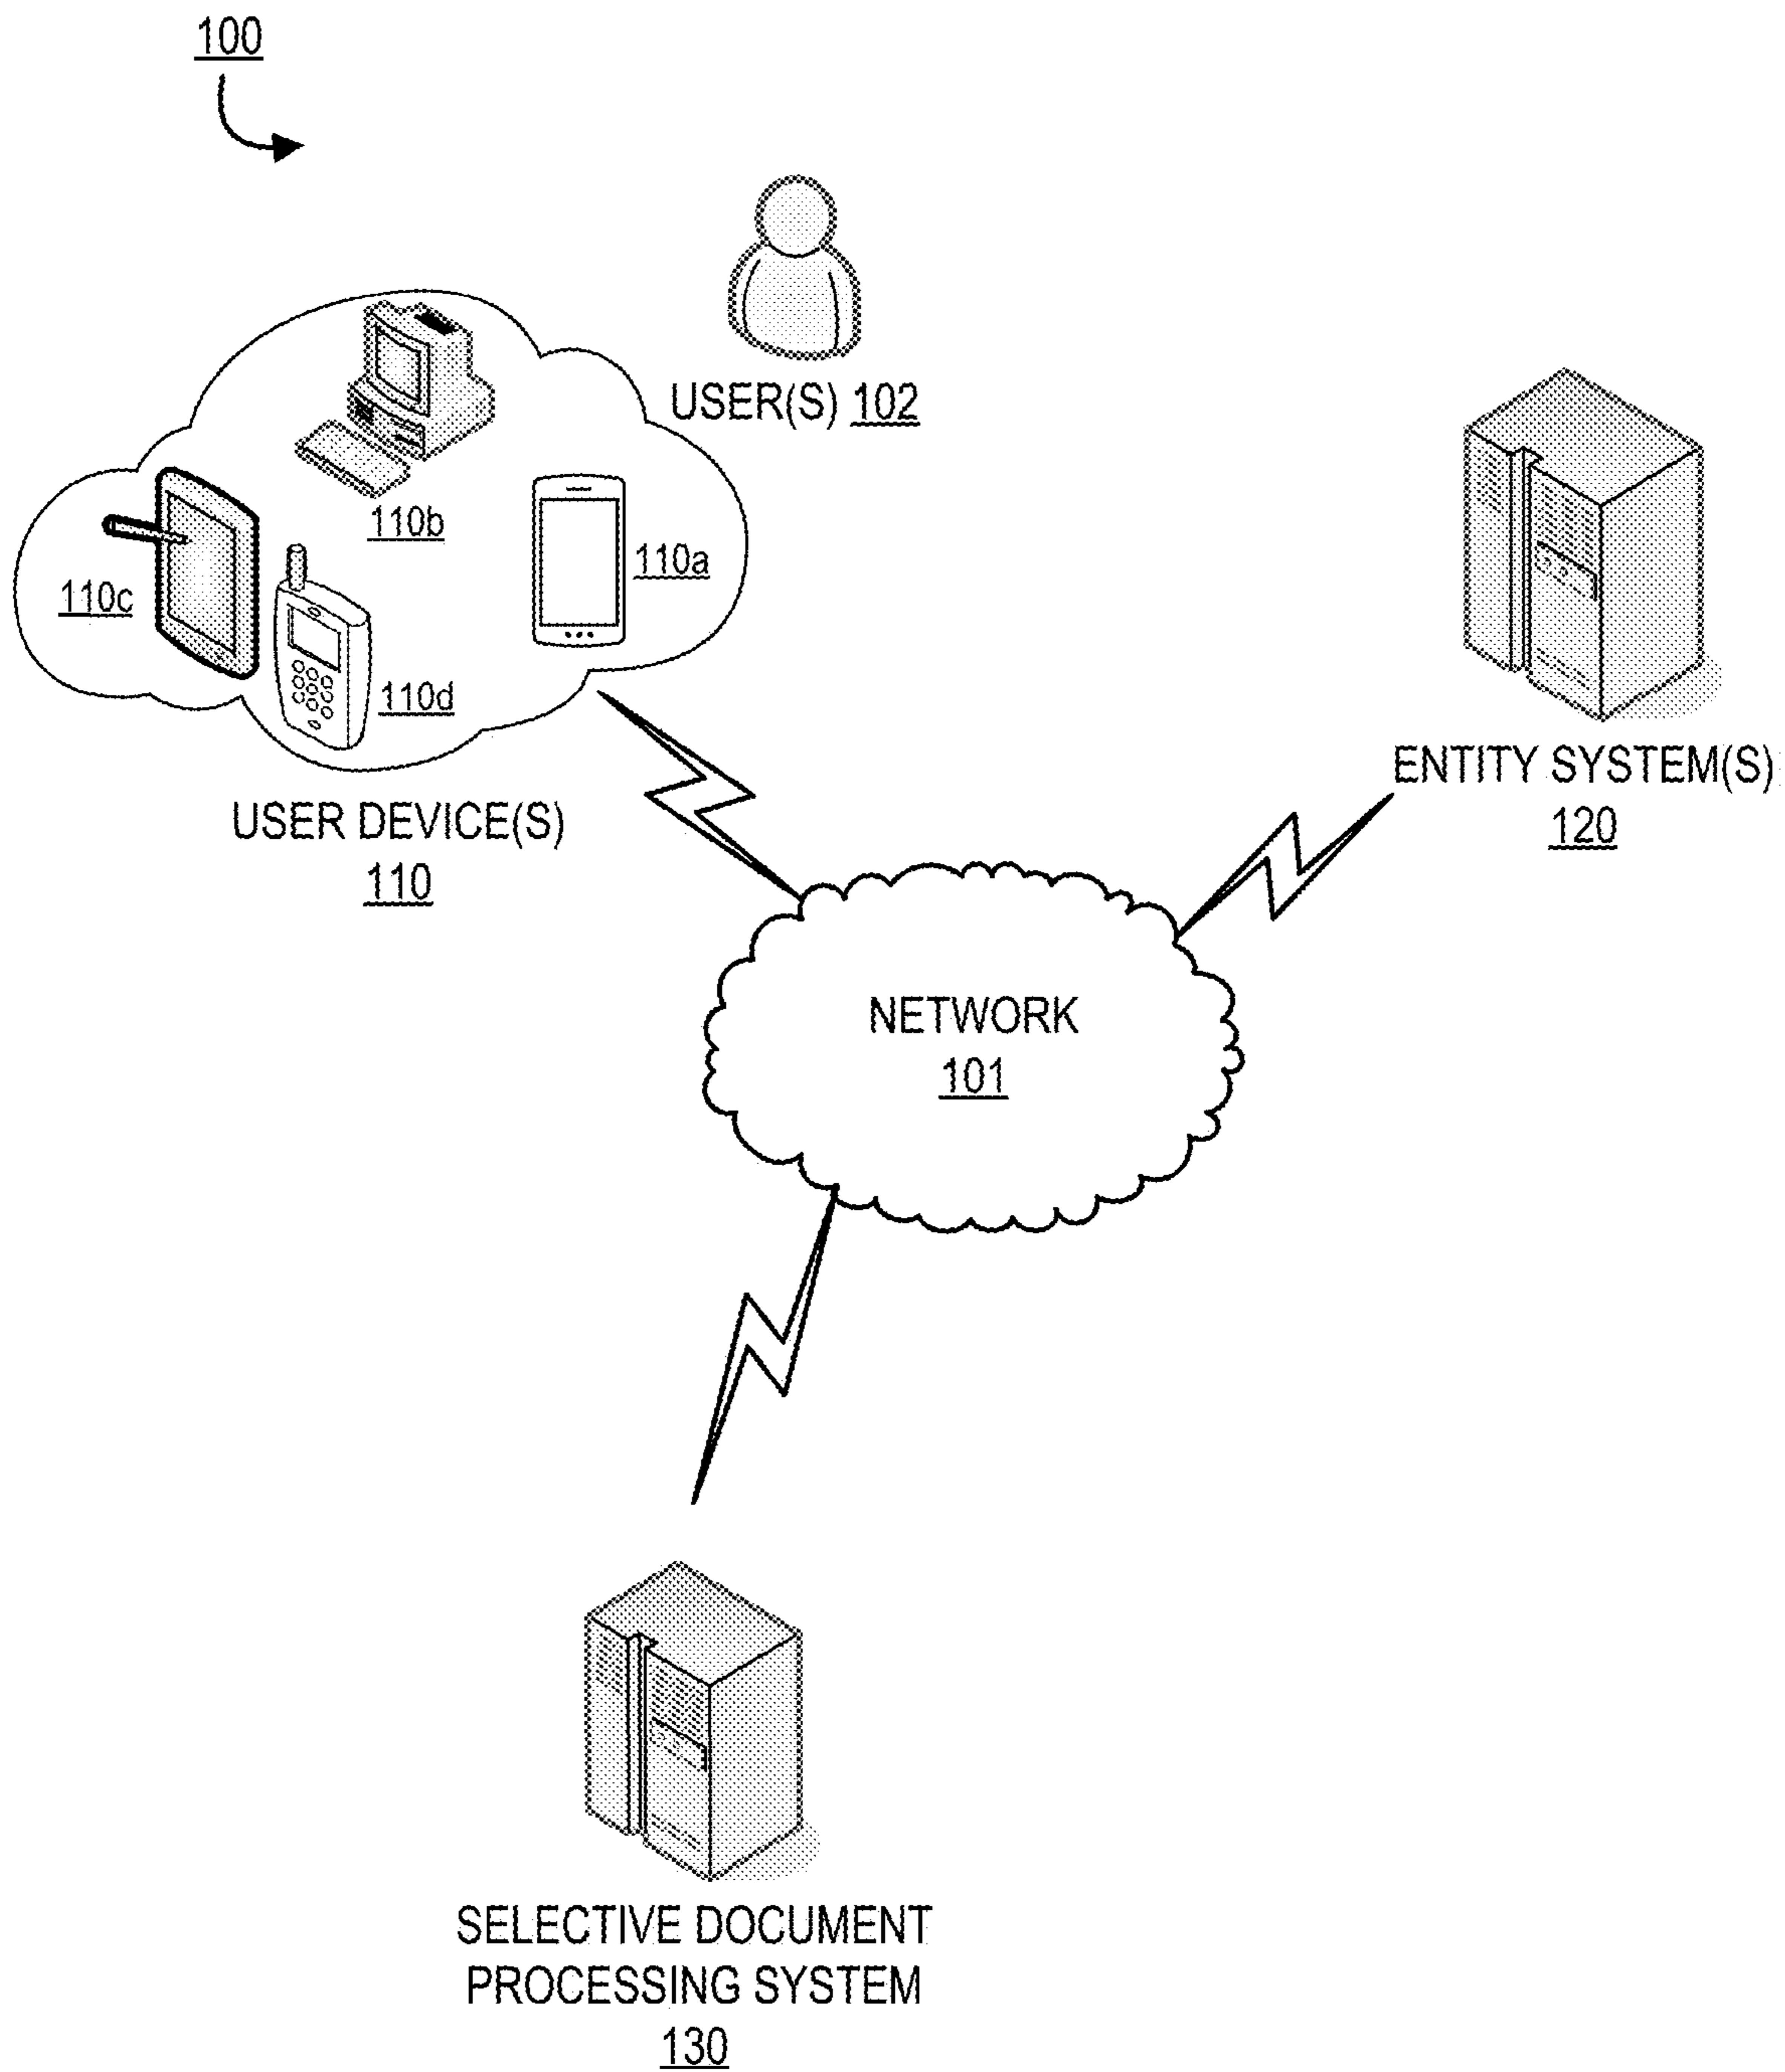 100
USER(S) 102
110b
110a
110c
110d
USER DEVICE(S)
110
ENTITY SYSTEM(S)
120
NETWORK
101
SELECTIVE DOCUMENT
PROCESSING SYSTEM
130